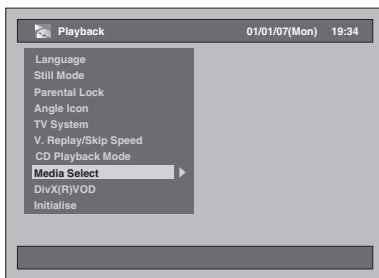 Playback 01/01/07(Mon) 19:34
Language
Still Mode
Parental Lock
Angle Icon
TV System
V. Replay/Skip Speed
CD Playback Mode
Media Select
DivX(R)VOD
Initialise